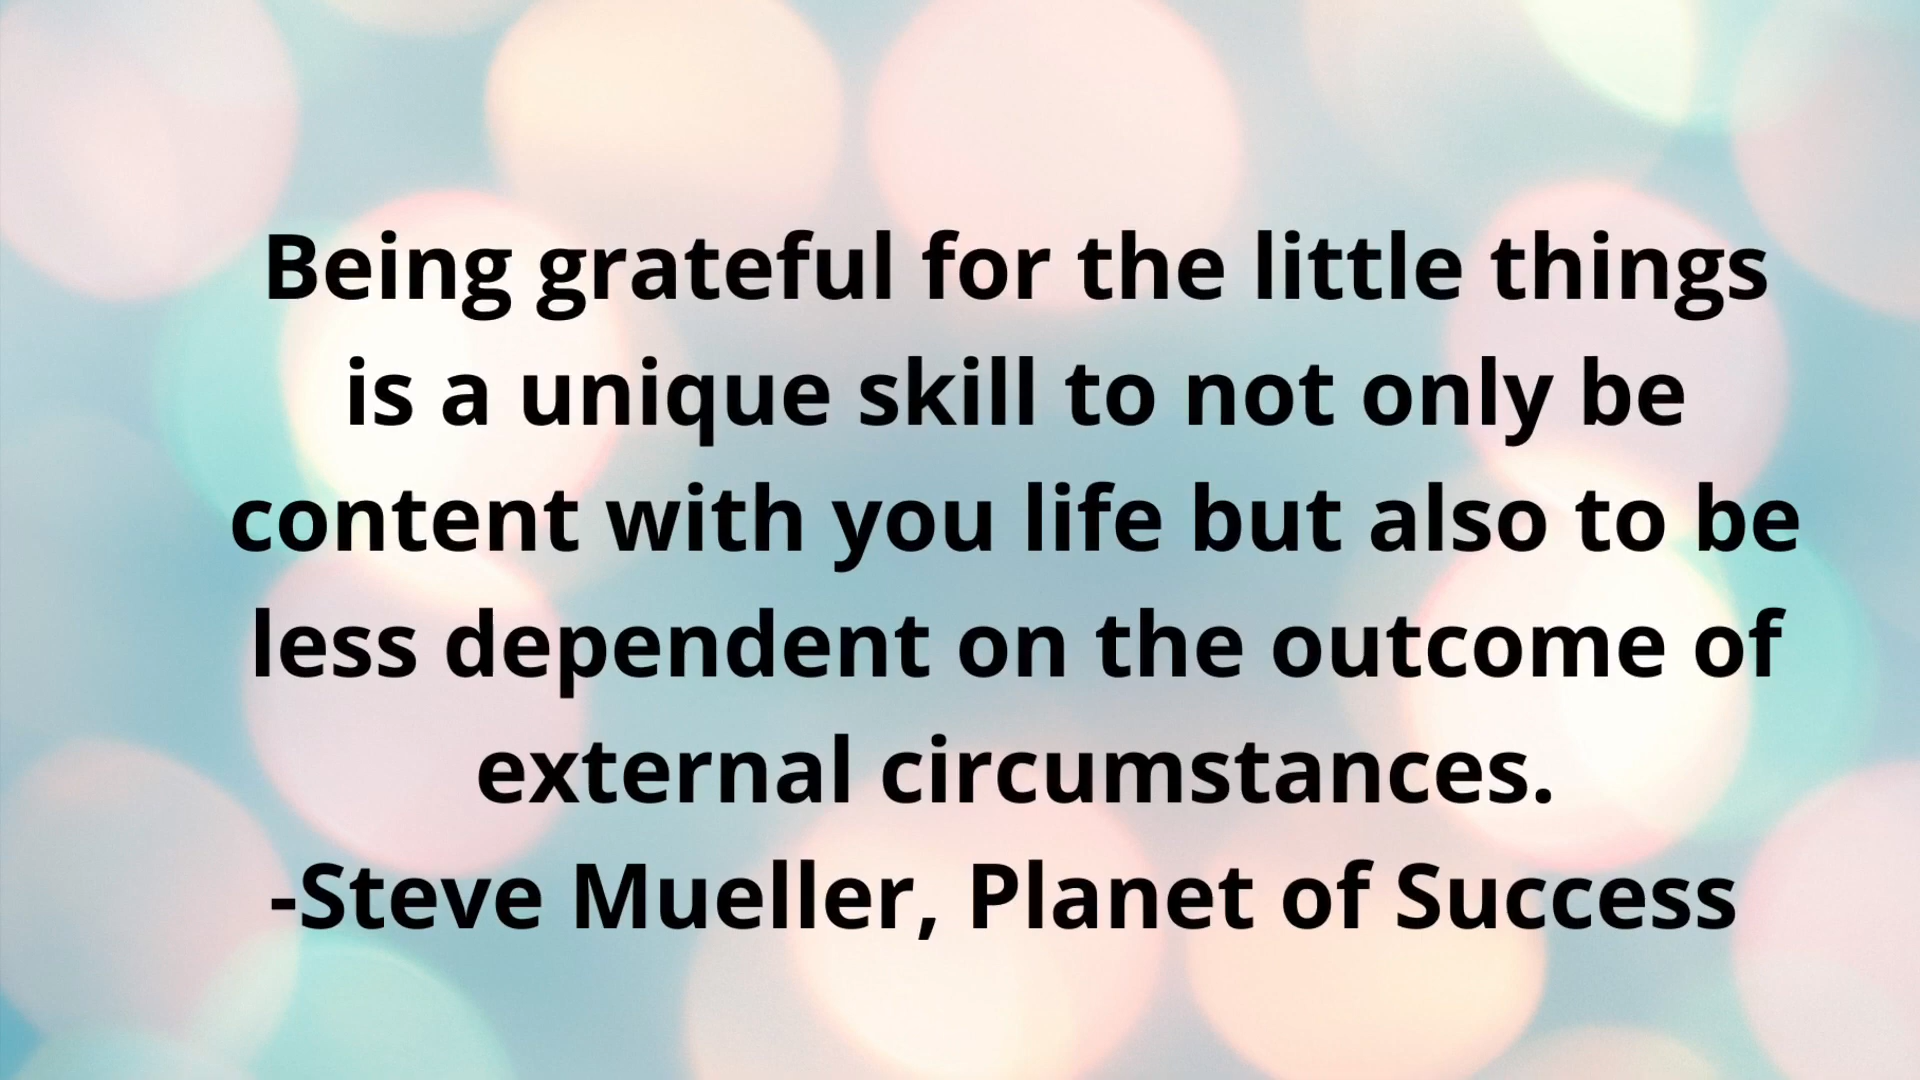 Being grateful for the little things
is a unique skill to not only be
content with you life but also to be
less dependent on the outcome of
external circumstances.
-Steve Mueller, Planet of Success